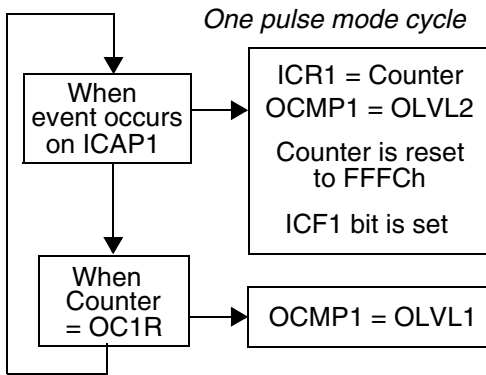 One pulse mode cycle
When
event occurs
on ICAP1
ICR1 = Counter
OCMP1 = OLVL2
Counter is reset
to FFFCh
ICF1 bit is set
When
Counter
= OC1R
OCMP1 = OLVL1